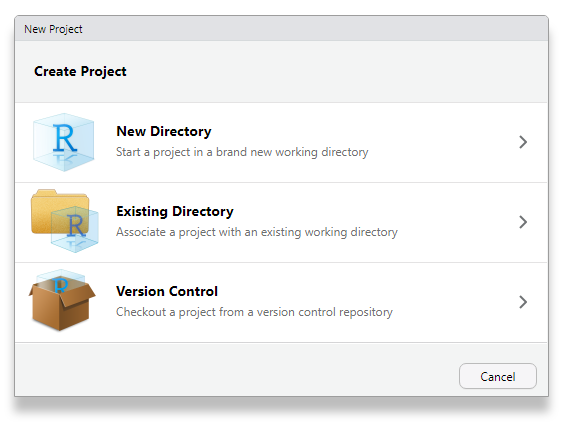 New Project
Create Project
R
New Directory
Start a project in a brand new working directory
R
Existing Directory
Associate a project with an existing working directory
R
Version Control
Checkout a project from a version control repository
Cancel